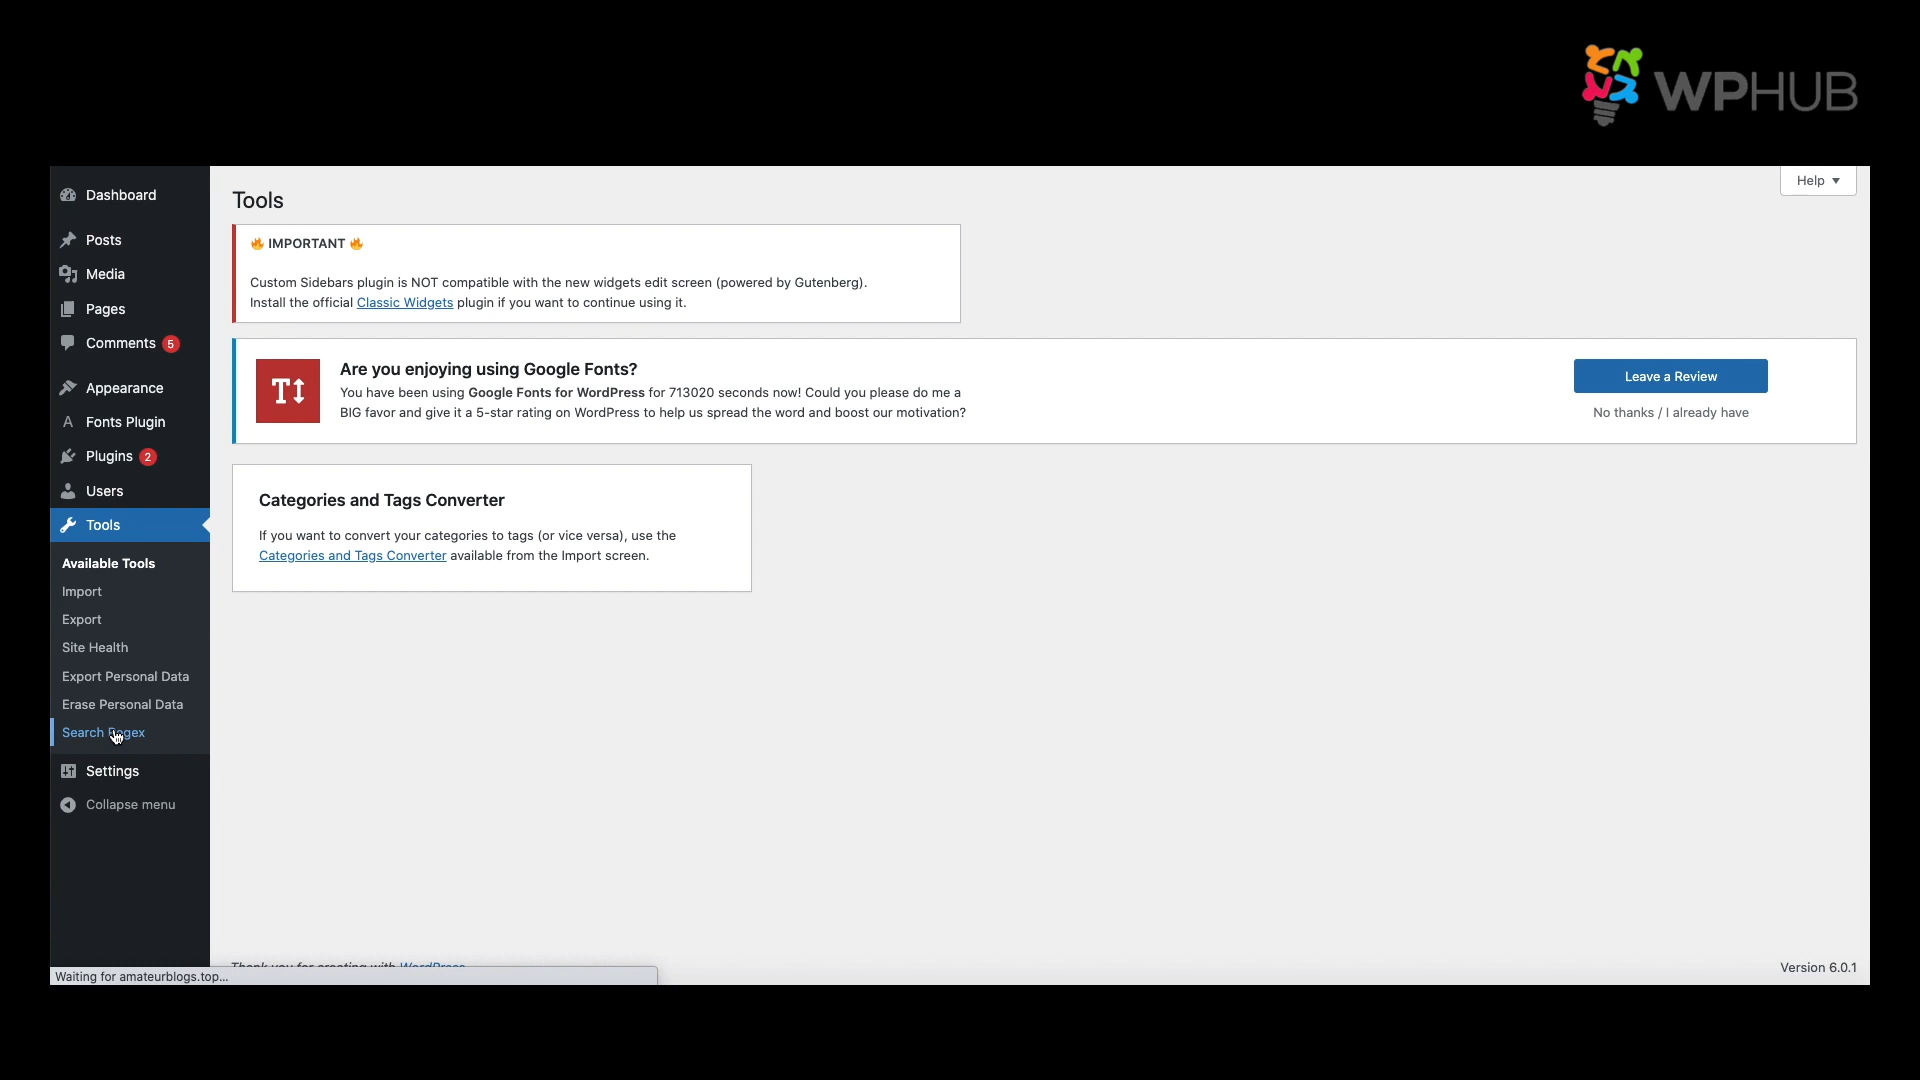 WPHUB
Dashboard
Posts
Media
Pages
Comments 5
Appearance
Fonts Plugin
Plugins 2
Users
Tools
Available Tools
Import
Export
Site Health
Export Personal Data
Erase Personal Data
Search Regex
Settings
Collapse menu
Help
Tools
IMPORTANT
Custom Sidebars plugin is NOT compatible with the new widgets edit screen (powered by Gutenberg).
Install the official Classic Widgets plugin if you want to continue using it.
Are you enjoying using Google Fonts?
You have been using Google Fonts for WordPress for 713020 seconds now! Could you please do me a
BIG favor and give it a 5-star rating on WordPress to help us spread the word and boost our motivation?
Leave a Review
No thanks / I already have
Categories and Tags Converter
If you want to convert your categories to tags (or vice versa), use the
Categories and Tags Converter available from the Import screen.
Thank you for creating with WordPress
Version 6.0.1
Waiting for amateurblogs.top...